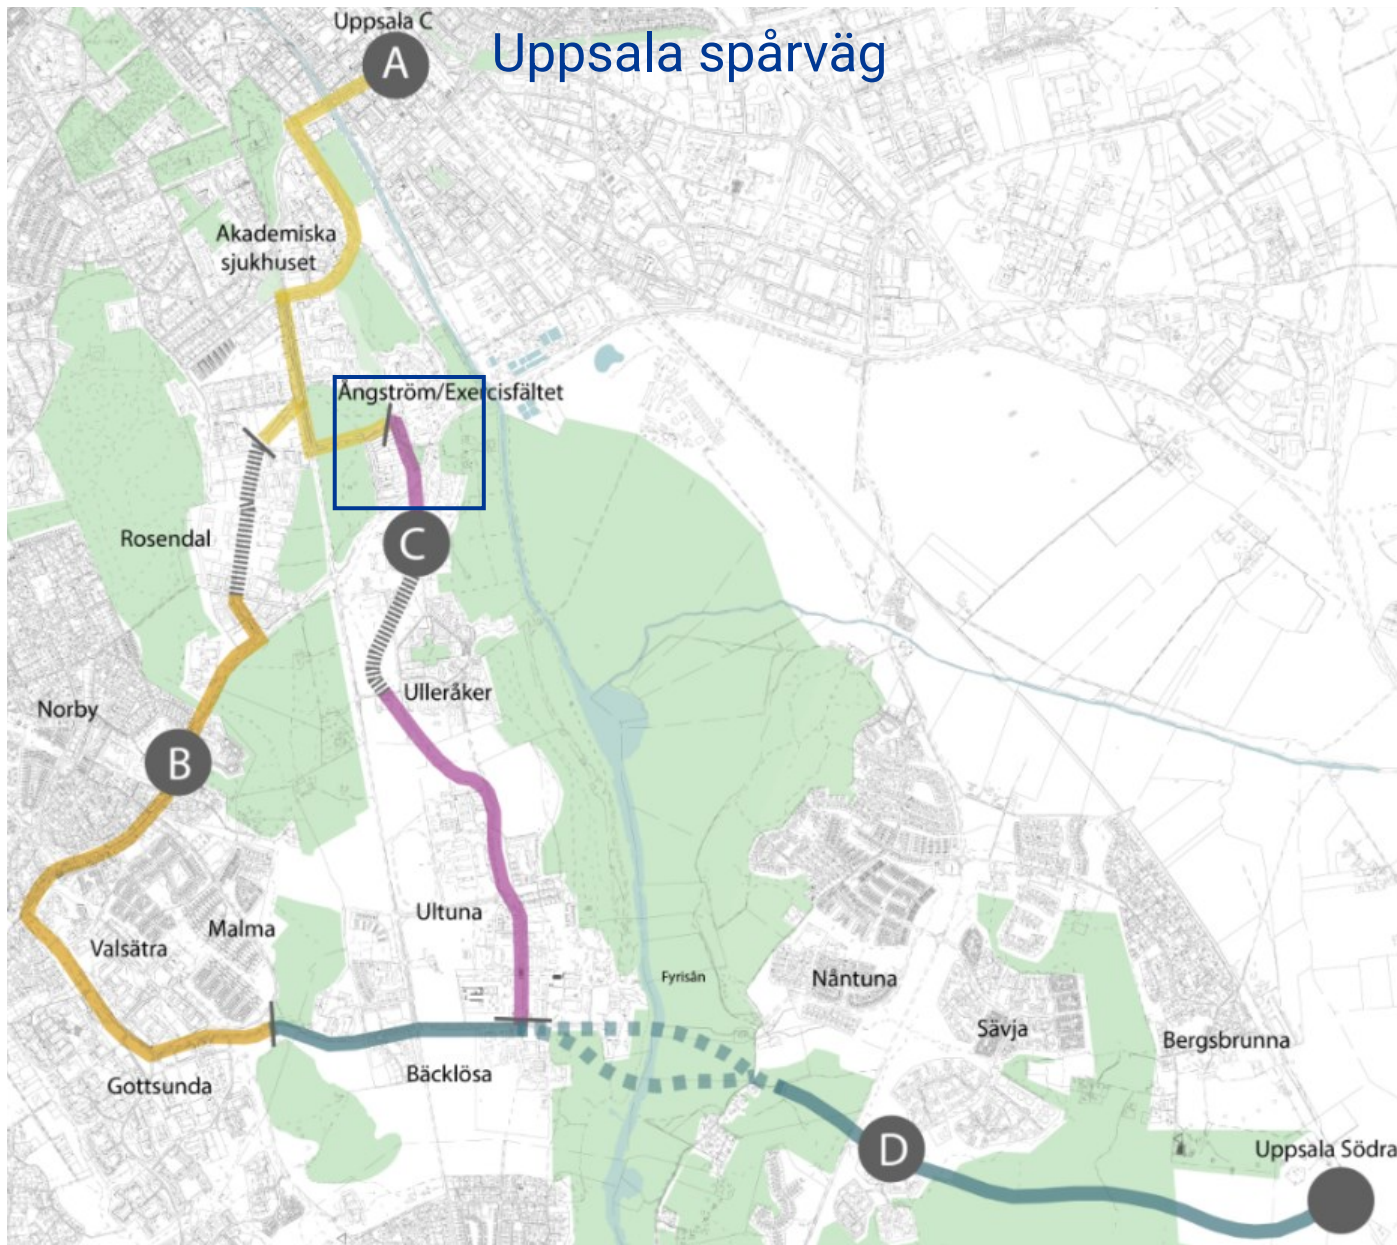 Uppsala C
A
Uppsala spårväg
Akademiska
sjukhuset
Ångström/Exercisfältet
Rosendal
C
Ulleråker
Norby
B
Ultuna
Malma
Valsätra
Fyrisån
Nåntuna
Sävja
Bergsbrunna
Bäcklösa
Gottsunda
D
Uppsala Södra